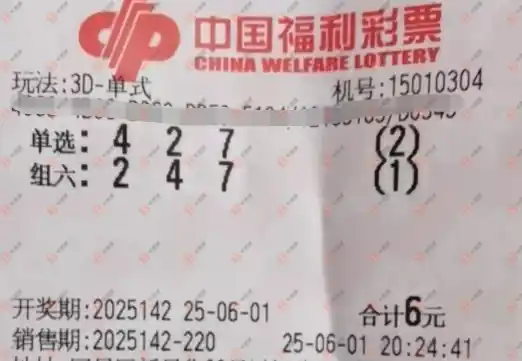 中国福利彩票
CHINA WELFARE LOTTERY
玩法:3D-单式 机号:15010304
单选: 4 2 7 (2)
组六: 2 4 7 (1)
开奖期:2025142 25-06-01 合计6元
销售期:2025142-220 25-06-01 20:24:41